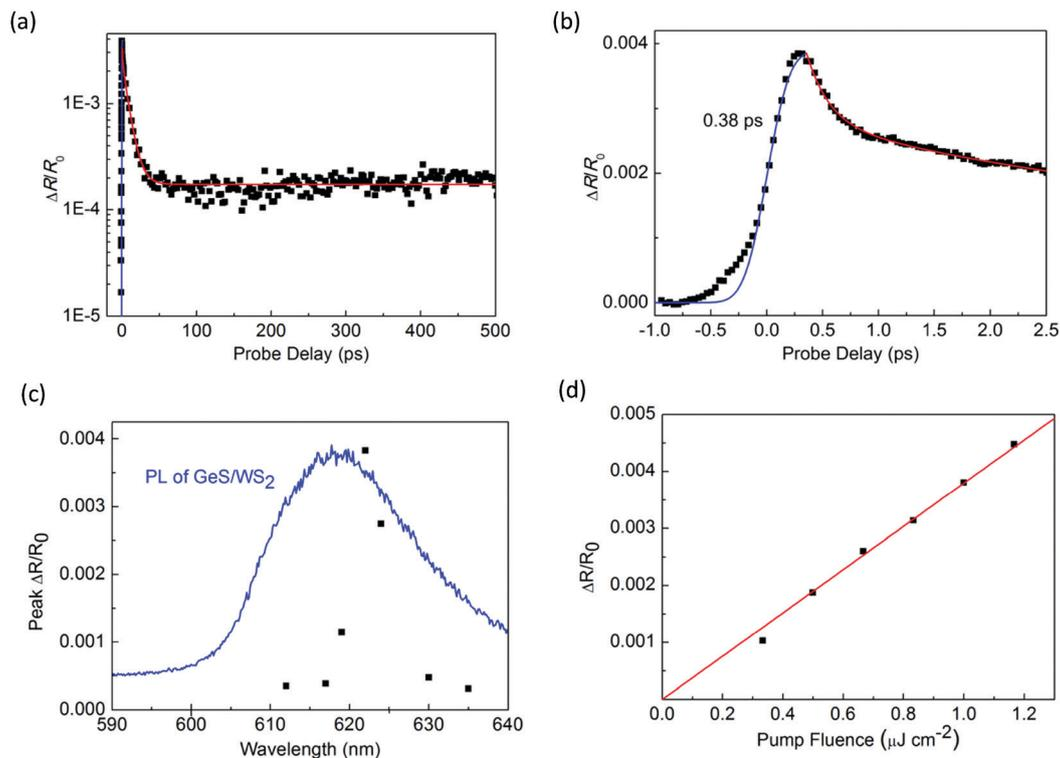 (a)
1E-3
1E-4
1E-5
ΔR/R0
0 100 200 300 400 500
Probe Delay (ps)
(b)
0.004
0.002
0.000
ΔR/R0
0.38 ps
-1.0 -0.5 0.0 0.5 1.0 1.5 2.0 2.5
Probe Delay (ps)
(c)
0.004
0.003
0.002
0.001
0.000
Peak ΔR/R0
PL of GeS/WS2
590 600 610 620 630 640
Wavelength (nm)
(d)
0.005
0.004
0.003
0.002
0.001
ΔR/R0
0.0 0.2 0.4 0.6 0.8 1.0 1.2
Pump Fluence (μJ cm-2)